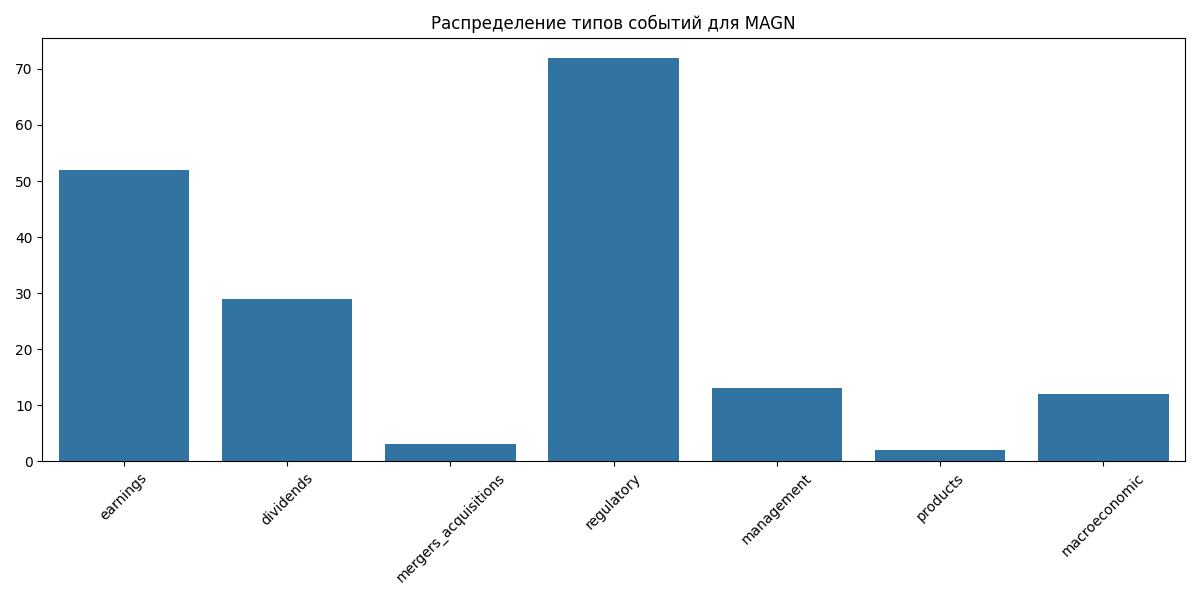 Распределение типов событий для MAGN
70
60
50
40
30
20
10
0
earnings
dividends
mergers_acquisitions
regulatory
management
products
macroeconomic